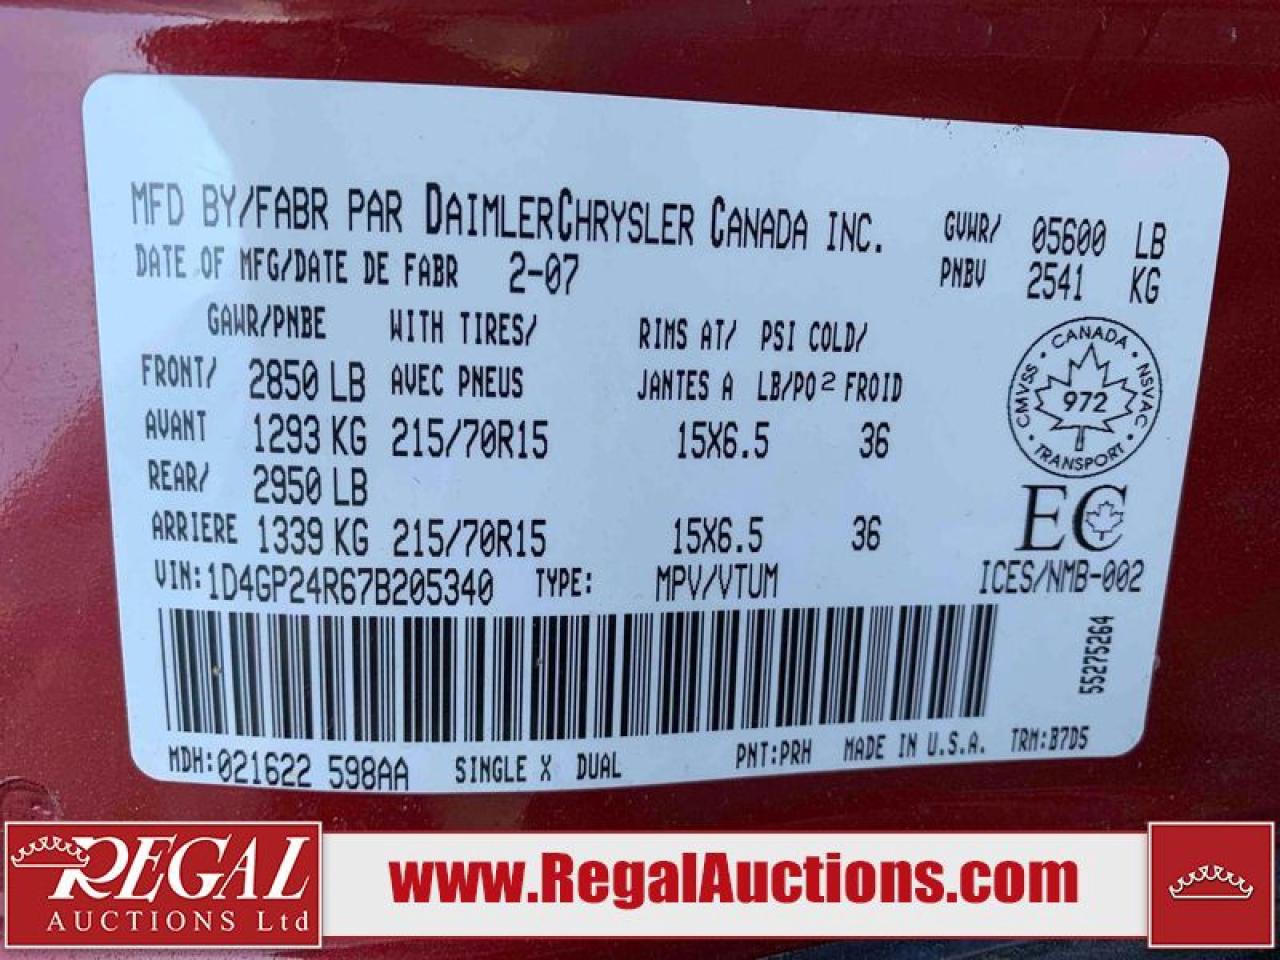 MFD BY/FABR PAR DAIMLERCHRYSLER CANADA INC. GVWR/ 05600 LB
DATE OF MFG/DATE DE FABR 2-07 PNBV 2541 KG
GAWR/PNBE WITH TIRES/ RIMS AT/ PSI COLD/
FRONT/ 2850 LB AVEC PNEUS JANTES A LB/PO2 FROID
AVANT 1293 KG 215/70R15 15X6.5 36
REAR/ 2950 LB
ARRIERE 1339 KG 215/70R15 15X6.5 36
CANADA
CMVSS 972 NSVAC
TRANSPORT
EC
VIN: 1D4GP24R67B205340 TYPE: MPV/VTUM ICES/NMB-002
55275264
MDH: 021622 598AA SINGLE X DUAL PNT:PRH MADE IN U.S.A. TRM:B7D5
REGAL
AUCTIONS Ltd
www.RegalAuctions.com